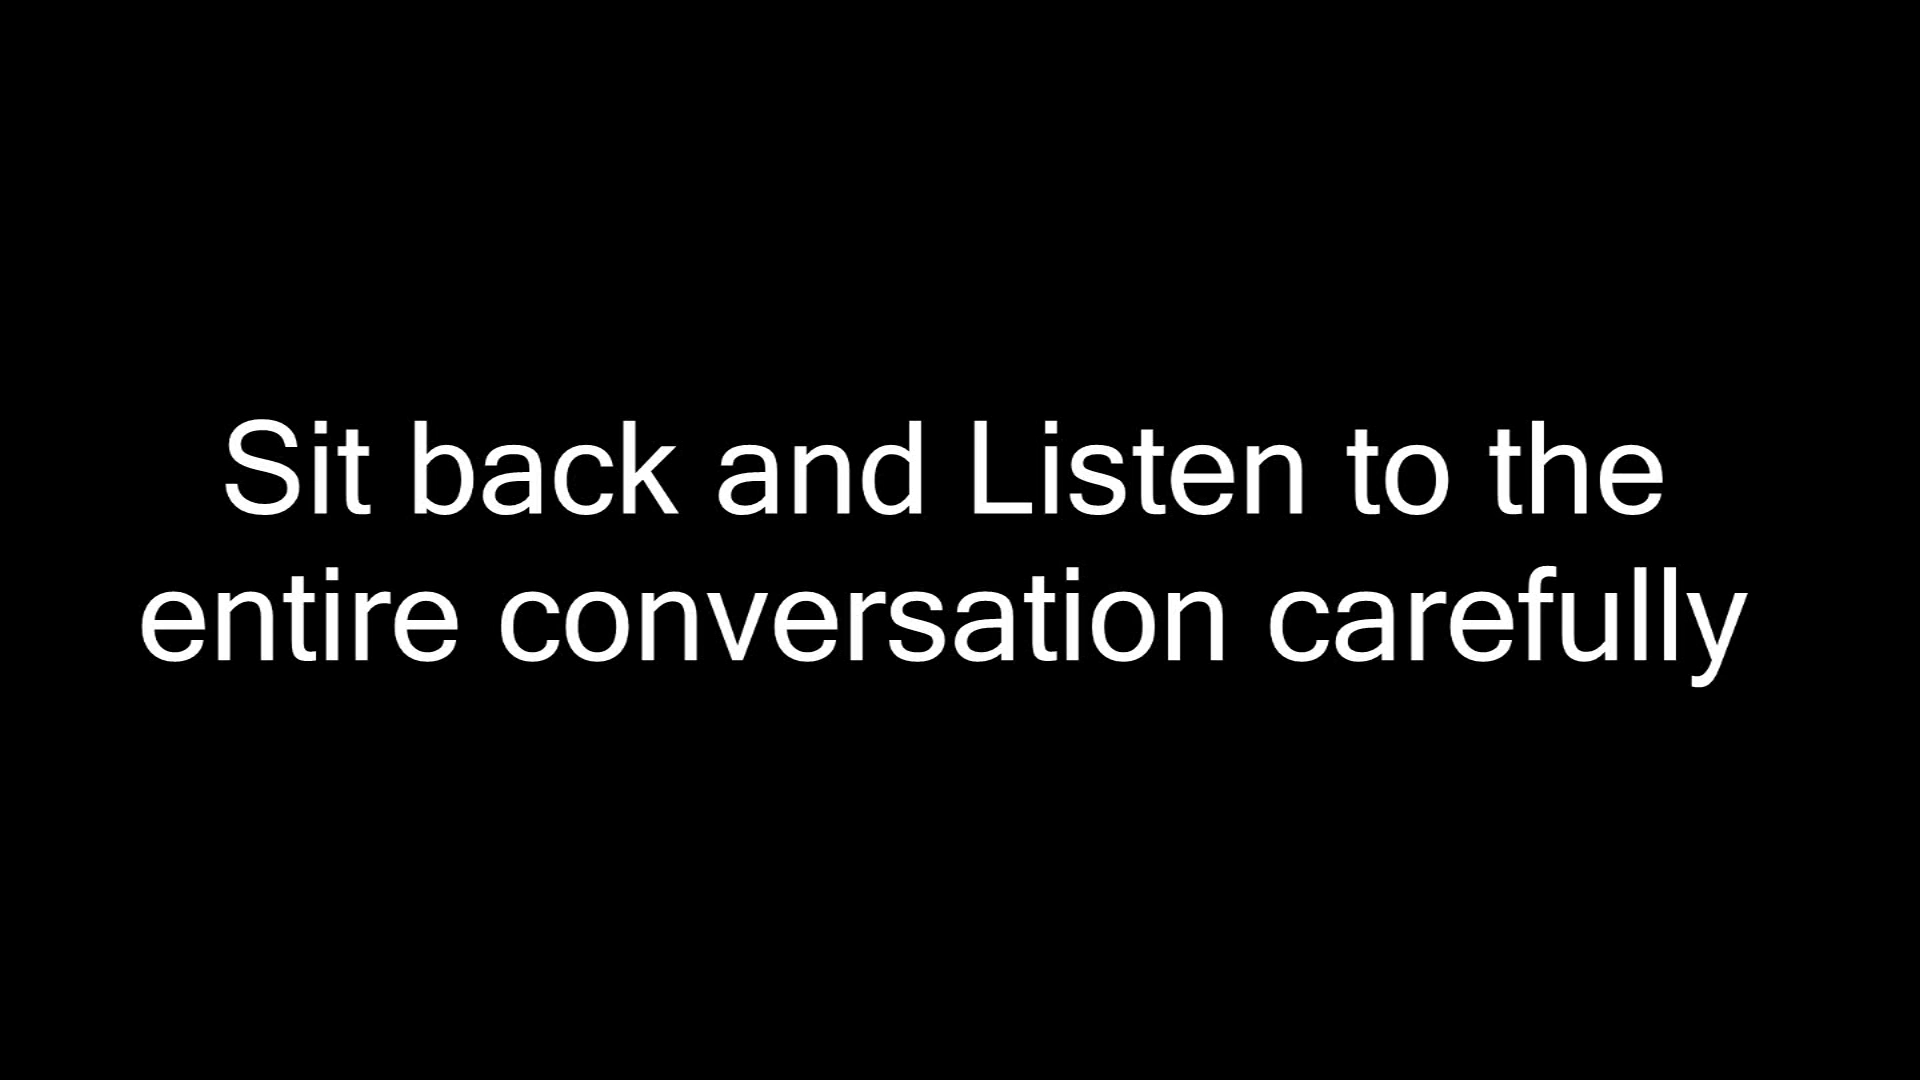 Sit back and Listen to the
entire conversation carefully